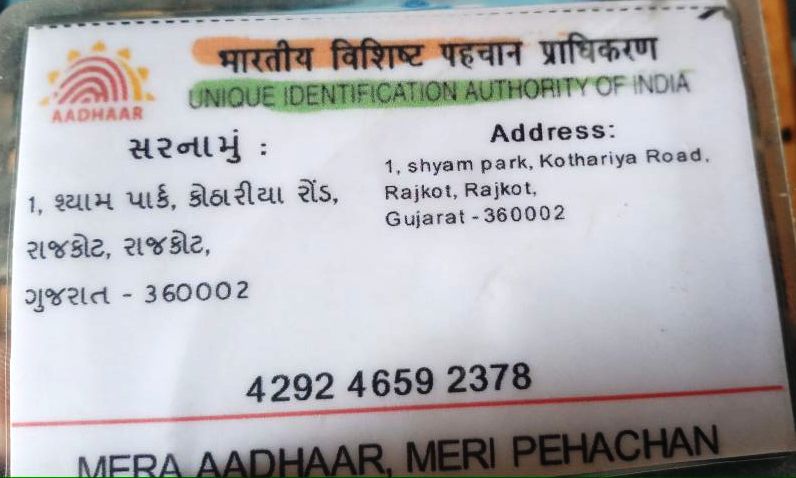 भारतीय विशिष्ट पहचान प्राधिकरण
UNIQUE IDENTIFICATION AUTHORITY OF INDIA
AADHAAR
સરનામું :
1, શ્યામ પાર્ક, કોઠારીયા રોંડ,
રાજકોટ, રાજકોટ,
ગુજરાત - 360002
Address:
1, shyam park, Kothariya Road,
Rajkot, Rajkot,
Gujarat - 360002
4292 4659 2378
MERA AADHAAR, MERI PEHACHAN